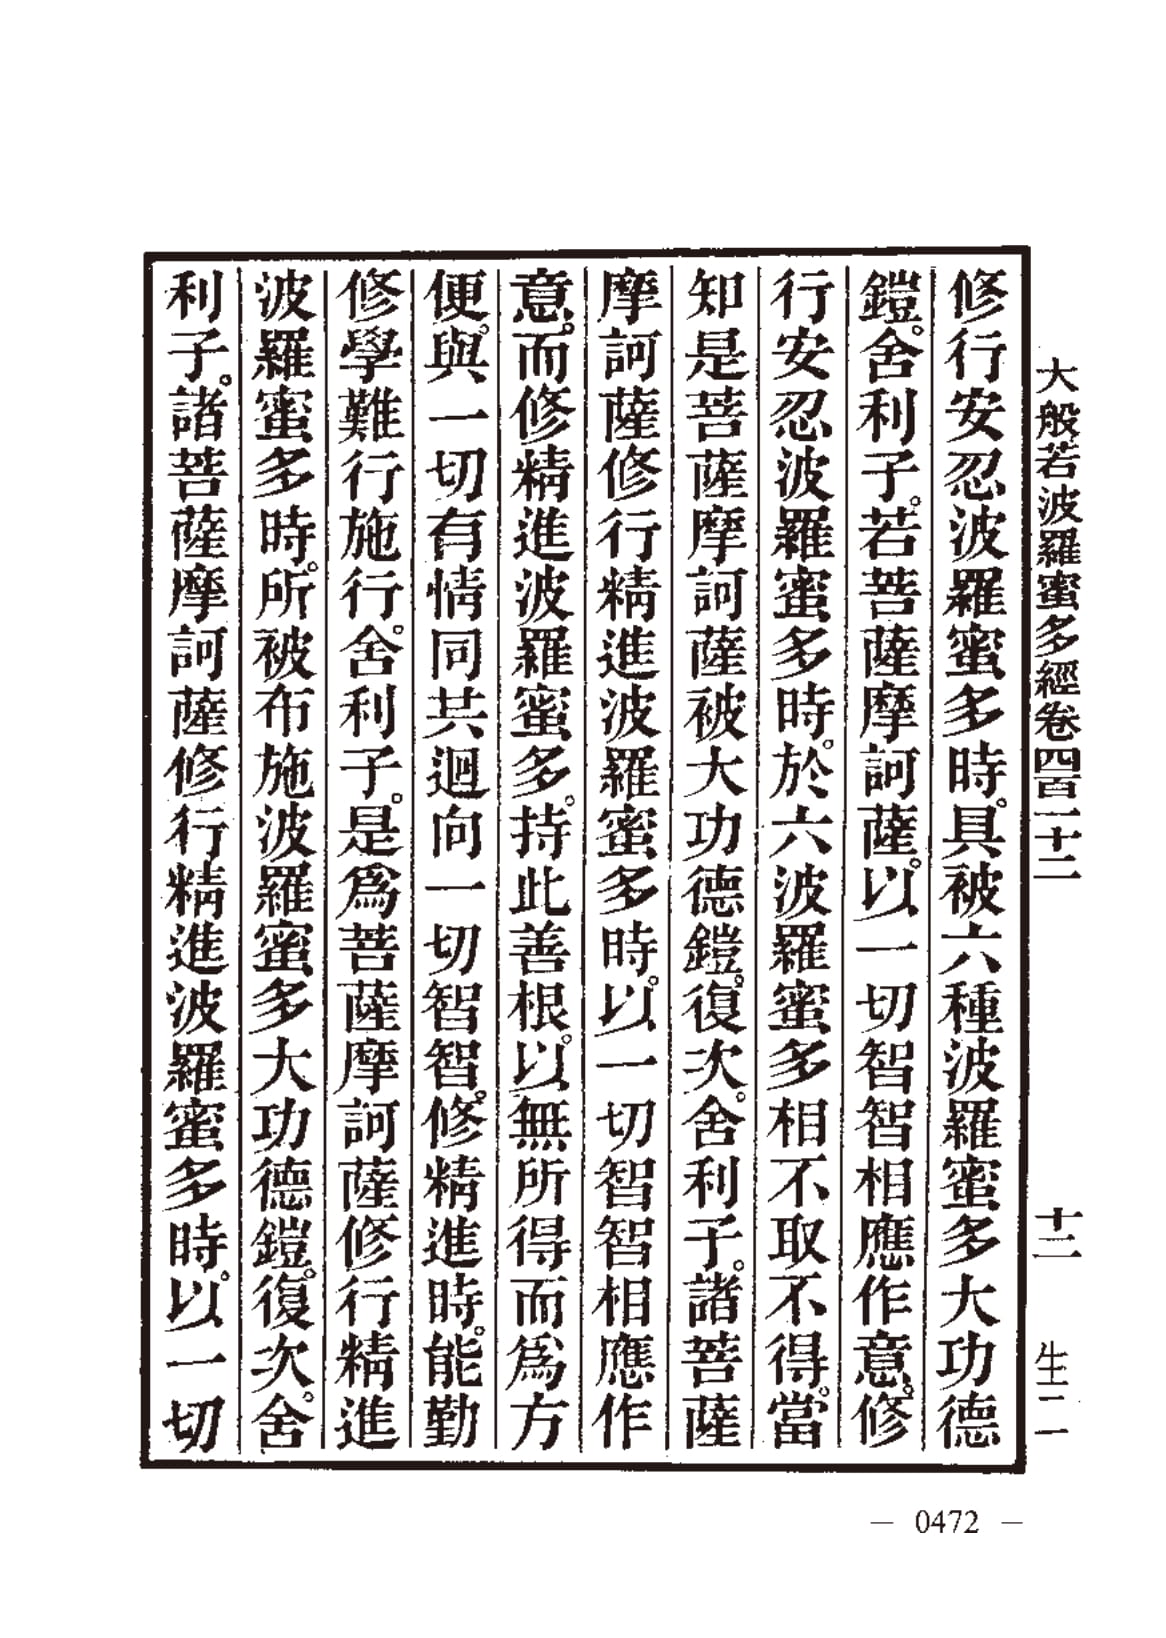 大般若波羅蜜多經卷四百一十二
十二
生二
修行安忍波羅蜜多時。具被六種波羅蜜多大功德
鎧。舍利子。若菩薩摩訶薩。以一切智智相應作意。修
行安忍波羅蜜多時。於六波羅蜜多相不取不得。當
知是菩薩摩訶薩被大功德鎧。復次。舍利子。諸菩薩
摩訶薩修行精進波羅蜜多時。以一切智智相應作
意。而修精進波羅蜜多。持此善根。以無所得而為方
便。與一切有情同共迴向一切智智。修精進時。能勤
修學難行施行。舍利子。是為菩薩摩訶薩修行精進
波羅蜜多時。所被布施波羅蜜多大功德鎧。復次。舍
利子。諸菩薩摩訶薩修行精進波羅蜜多時。以一切
— 0472 —